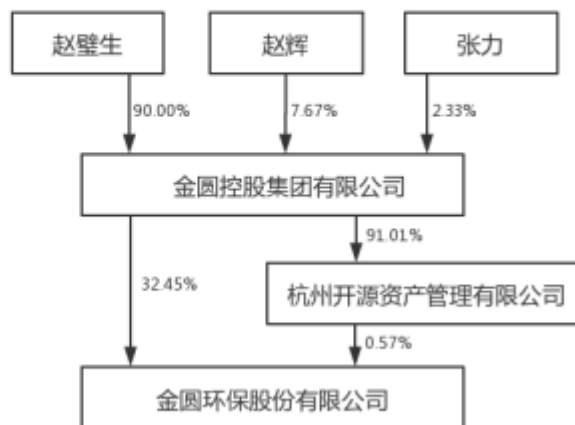 赵璧生
赵辉
张力
90.00%
7.67%
2.33%
金圆控股集团有限公司
91.01%
32.45%
杭州开源资产管理有限公司
0.57%
金圆环保股份有限公司